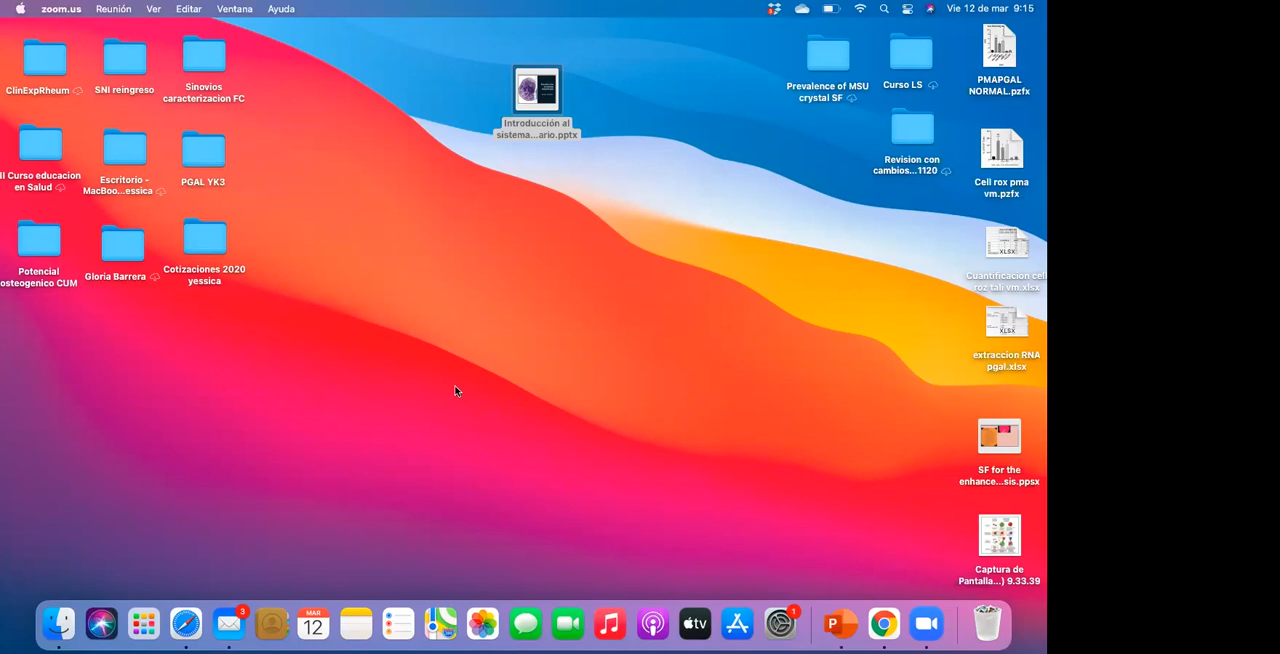 zoom.us Reunión Ver Editar Ventana Ayuda Vie 12 de mar 9:15
ClinExpRheum
SNI reingreso
Sinovios
caracterizacion FC
Introducción al
sistema...ario.pptx
Prevalence of MSU
crystal SF
Curso LS
PMAPGAL
NORMAL.pzfx
II Curso educacion
en Salud
Escritorio -
MacBoo...essica
PGAL YK3
Revision con
cambios...1120
Cell rox pma
vm.pzfx
Potencial
osteogenico CUM
Gloria Barrera
Cotizaciones 2020
yessica
XLSX
Cuantificacion cell
roz tali vm.xlsx
XLSX
extraccion RNA
pgal.xlsx
SF for the
enhance...sis.ppsx
Captura de
Pantalla...) 9.33.39
3
MAR
12
tv
1
P